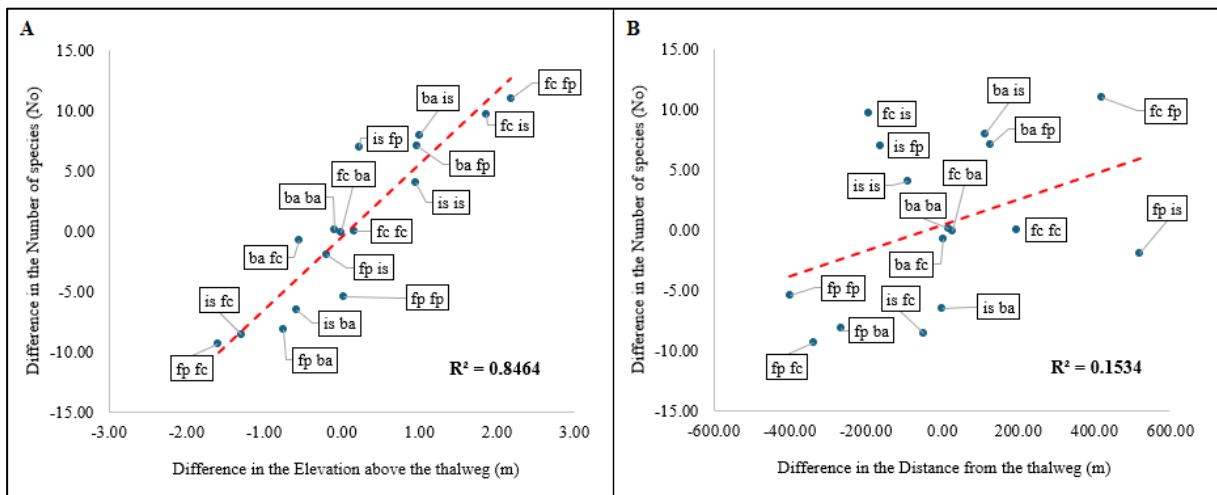 A
Difference in the Number of species (No)
15.00
10.00
5.00
0.00
-5.00
-10.00
-15.00
fc fp
ba is
fc is
is fp
ba fp
fc ba
is is
ba ba
fc fc
ba fc
fp is
fp fp
is fc
is ba
fp ba
fp fc
R² = 0.8464
-3.00 -2.00 -1.00 0.00 1.00 2.00 3.00
Difference in the Elevation above the thalweg (m)
B
Difference in the Number of species (No)
15.00
10.00
5.00
0.00
-5.00
-10.00
-15.00
ba is
fc is
fc fp
is fp
ba fp
fc ba
is is
ba ba
fp is
fc fc
ba fc
fp fp
is fc
is ba
fp ba
fp fc
R² = 0.1534
-600.00 -400.00 -200.00 0.00 200.00 400.00 600.00
Difference in the Distance from the thalweg (m)